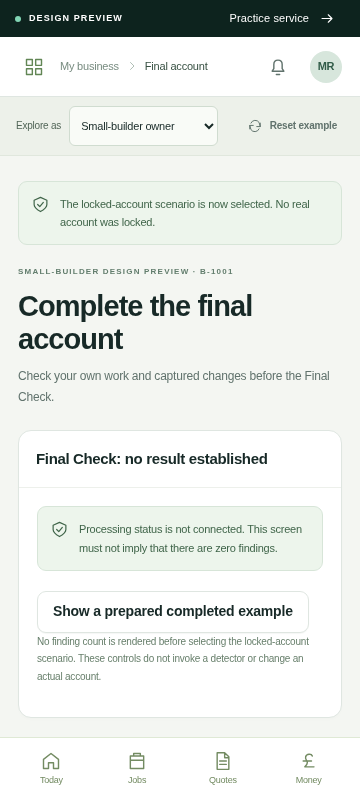 DESIGN PREVIEW
Practice service
My business
Final account
MR
Explore as
Small-builder owner
Reset example
The locked-account scenario is now selected. No real
account was locked.
SMALL-BUILDER DESIGN PREVIEW · B-1001
Complete the final
account
Check your own work and captured changes before the Final
Check.
Final Check: no result established
Processing status is not connected. This screen
must not imply that there are zero findings.
Show a prepared completed example
No finding count is rendered before selecting the locked-account
scenario. These controls do not invoke a detector or change an
actual account.
Today
Jobs
Quotes
Money